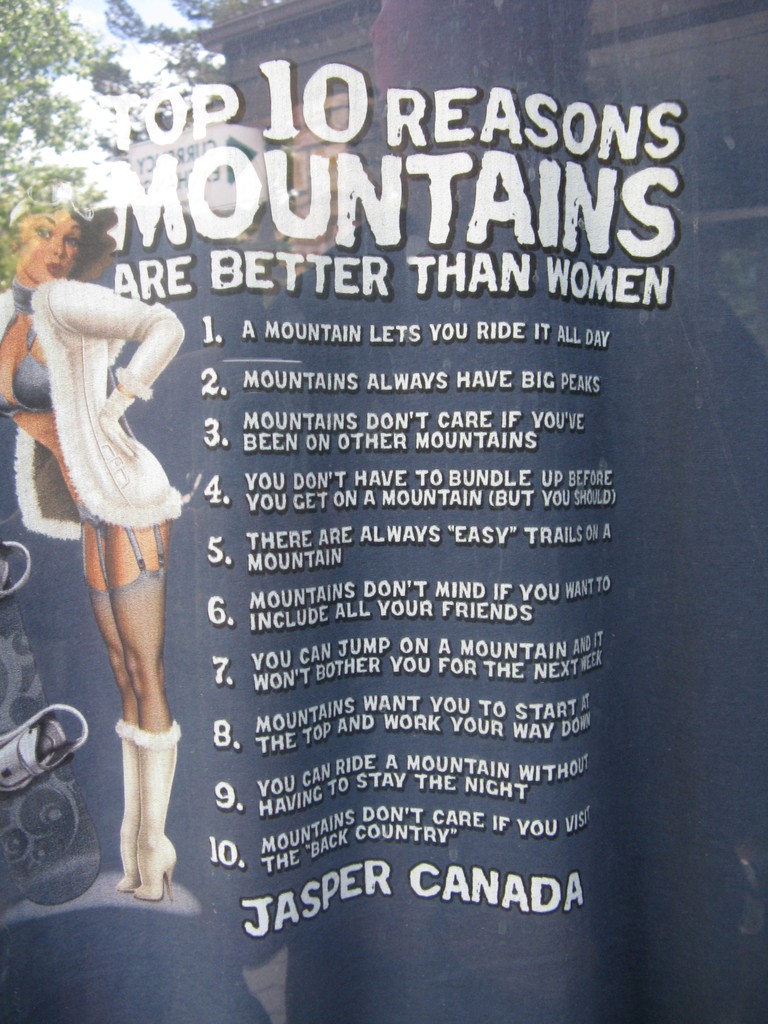 TOP 10 REASONS
MOUNTAINS
ARE BETTER THAN WOMEN
1. A MOUNTAIN LETS YOU RIDE IT ALL DAY
2. MOUNTAINS ALWAYS HAVE BIG PEAKS
3. MOUNTAINS DON'T CARE IF YOU'VE
BEEN ON OTHER MOUNTAINS
4. YOU DON'T HAVE TO BUNDLE UP BEFORE
YOU GET ON A MOUNTAIN (BUT YOU SHOULD)
5. THERE ARE ALWAYS "EASY" TRAILS ON A
MOUNTAIN
6. MOUNTAINS DON'T MIND IF YOU WANT TO
INCLUDE ALL YOUR FRIENDS
7. YOU CAN JUMP ON A MOUNTAIN AND IT
WON'T BOTHER YOU FOR THE NEXT WEEK
8. MOUNTAINS WANT YOU TO START AT
THE TOP AND WORK YOUR WAY DOWN
9. YOU CAN RIDE A MOUNTAIN WITHOUT
HAVING TO STAY THE NIGHT
10. MOUNTAINS DON'T CARE IF YOU VISIT
THE "BACK COUNTRY"
JASPER CANADA